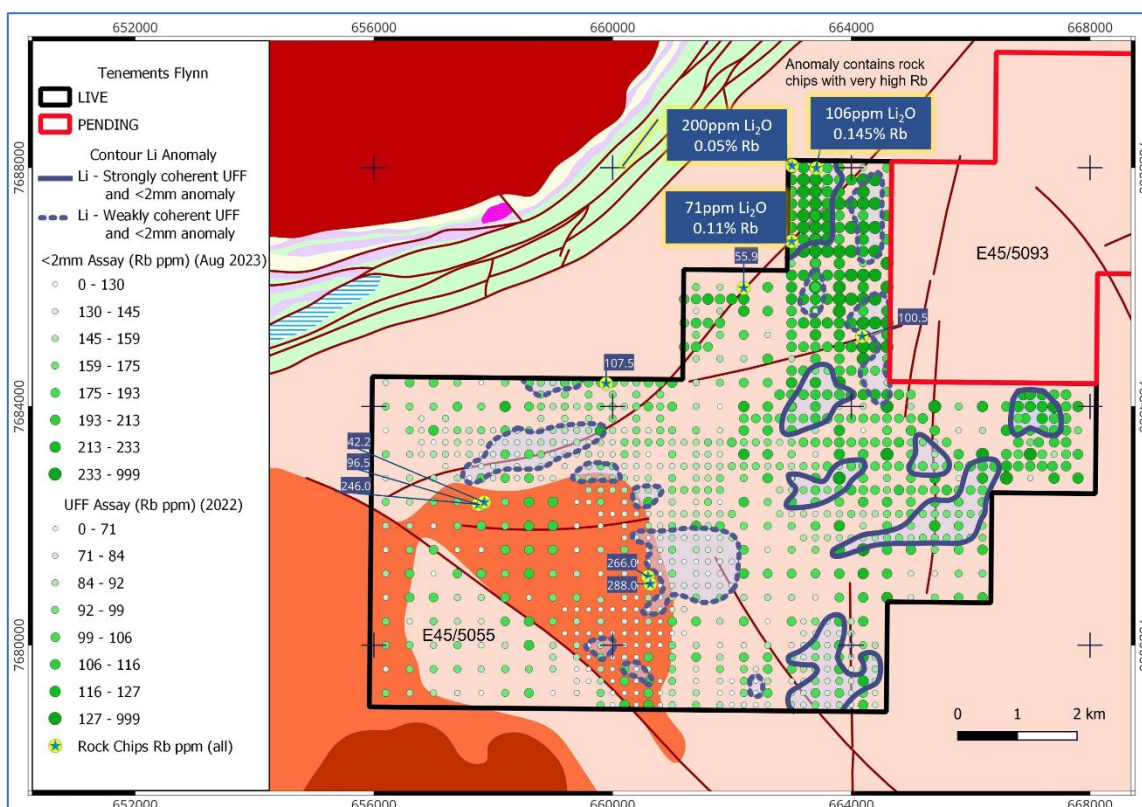 652000
656000
660000
664000
668000
Tenements Flynn
LIVE
PENDING
Contour Li Anomaly
Li - Strongly coherent UFF
and <2mm anomaly
Li - Weakly coherent UFF
and <2mm anomaly
<2mm Assay (Rb ppm) (Aug 2023)
0 - 130
130 - 145
145 - 159
159 - 175
175 - 193
193 - 213
213 - 233
233 - 999
UFF Assay (Rb ppm) (2022)
0 - 71
71 - 84
84 - 92
92 - 99
99 - 106
106 - 116
116 - 127
127 - 999
Rock Chips Rb ppm (all)
Anomaly contains rock
chips with very high Rb
200ppm Li₂O
0.05% Rb
106ppm Li₂O
0.145% Rb
71ppm Li₂O
0.11% Rb
55.9
100.5
107.5
42.2
96.5
246.0
266.0
288.0
E45/5093
E45/5055
7688000
7684000
7680000
7688000
7684000
7680000
0 1 2 km
652000
656000
660000
664000
668000